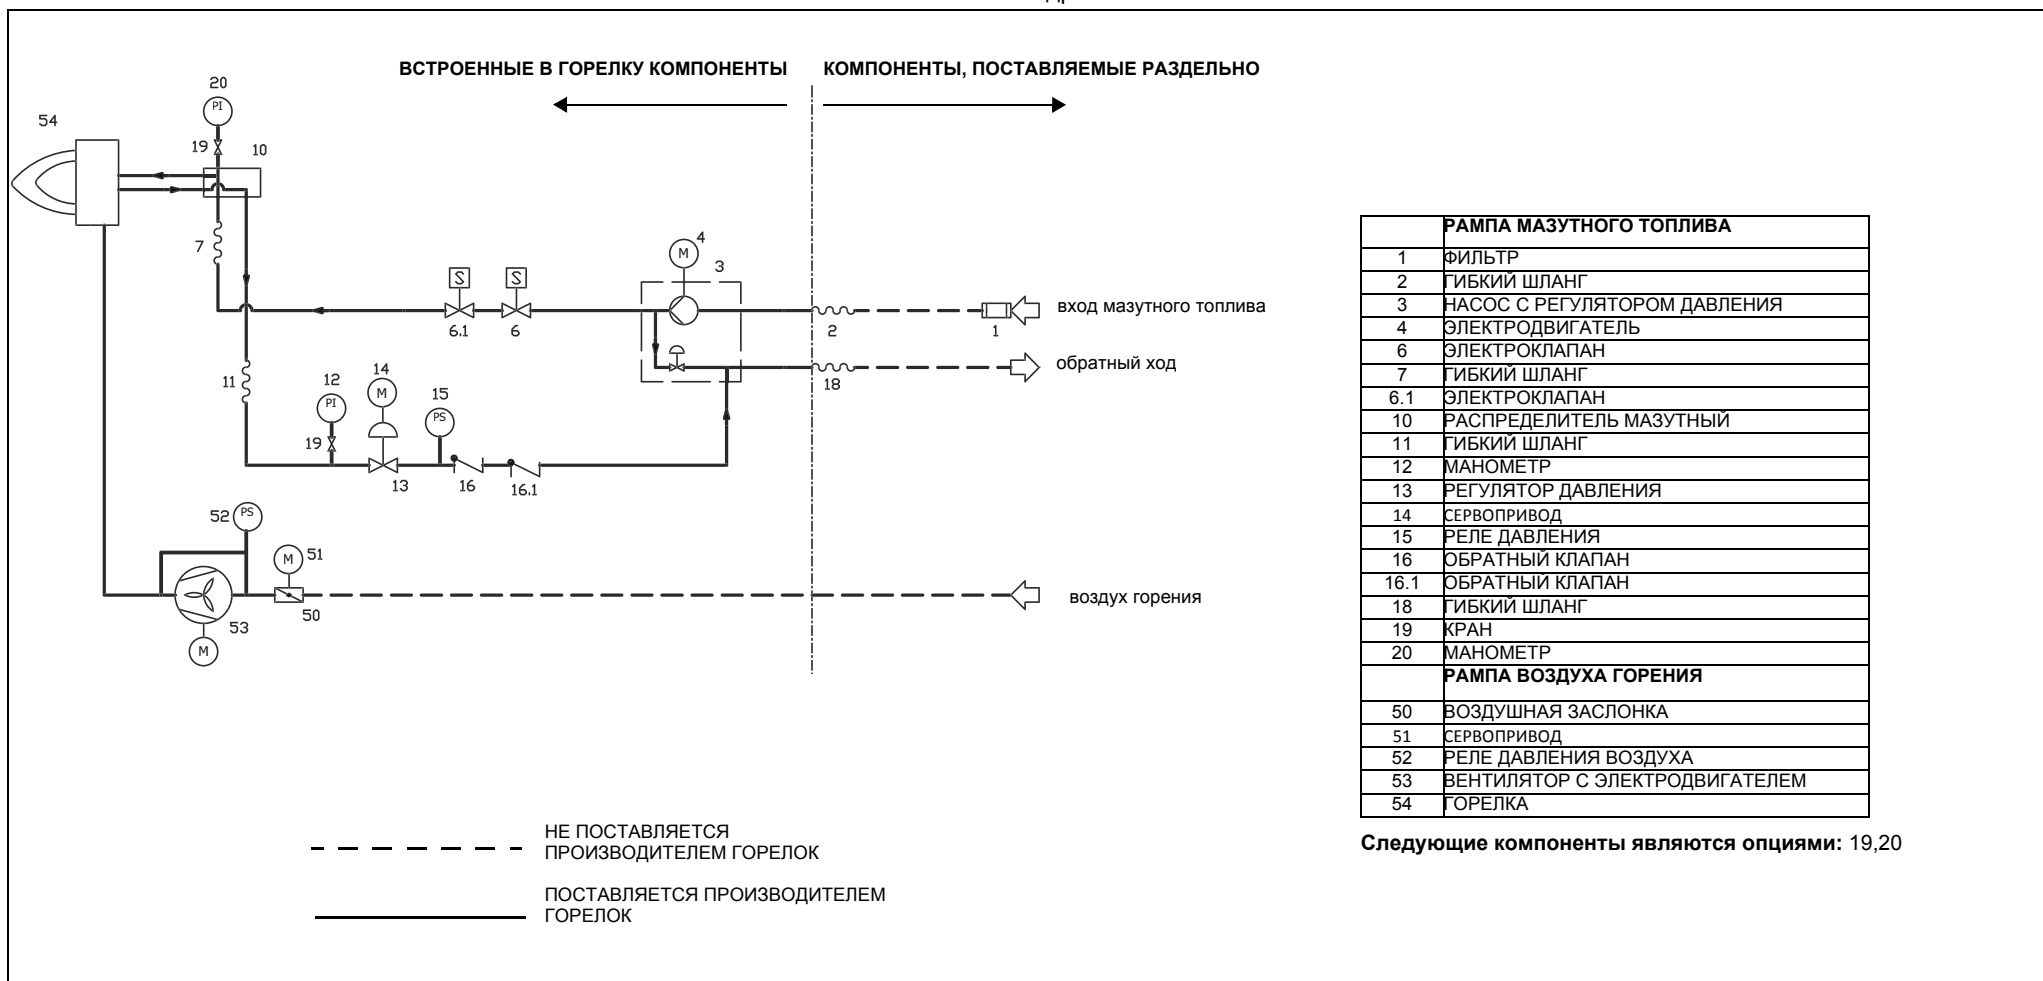 ВСТРОЕННЫЕ В ГОРЕЛКУ КОМПОНЕНТЫ
КОМПОНЕНТЫ, ПОСТАВЛЯЕМЫЕ РАЗДЕЛЬНО
20
PI
54
19
10
7
4
M
3
S
S
6.1
6
2
1
вход мазутного топлива
обратный ход
18
11
12
PI
14
M
15
PS
19
13
16
16.1
52
PS
M
51
50
53
M
воздух горения
НЕ ПОСТАВЛЯЕТСЯ
ПРОИЗВОДИТЕЛЕМ ГОРЕЛОК
ПОСТАВЛЯЕТСЯ ПРОИЗВОДИТЕЛЕМ
ГОРЕЛОК
РАМПА МАЗУТНОГО ТОПЛИВА
1 ФИЛЬТР
2 ГИБКИЙ ШЛАНГ
3 НАСОС С РЕГУЛЯТОРОМ ДАВЛЕНИЯ
4 ЭЛЕКТРОДВИГАТЕЛЬ
6 ЭЛЕКТРОКЛАПАН
7 ГИБКИЙ ШЛАНГ
6.1 ЭЛЕКТРОКЛАПАН
10 РАСПРЕДЕЛИТЕЛЬ МАЗУТНЫЙ
11 ГИБКИЙ ШЛАНГ
12 МАНОМЕТР
13 РЕГУЛЯТОР ДАВЛЕНИЯ
14 СЕРВОПРИВОД
15 РЕЛЕ ДАВЛЕНИЯ
16 ОБРАТНЫЙ КЛАПАН
16.1 ОБРАТНЫЙ КЛАПАН
18 ГИБКИЙ ШЛАНГ
19 КРАН
20 МАНОМЕТР
РАМПА ВОЗДУХА ГОРЕНИЯ
50 ВОЗДУШНАЯ ЗАСЛОНКА
51 СЕРВОПРИВОД
52 РЕЛЕ ДАВЛЕНИЯ ВОЗДУХА
53 ВЕНТИЛЯТОР С ЭЛЕКТРОДВИГАТЕЛЕМ
54 ГОРЕЛКА
Следующие компоненты являются опциями: 19,20